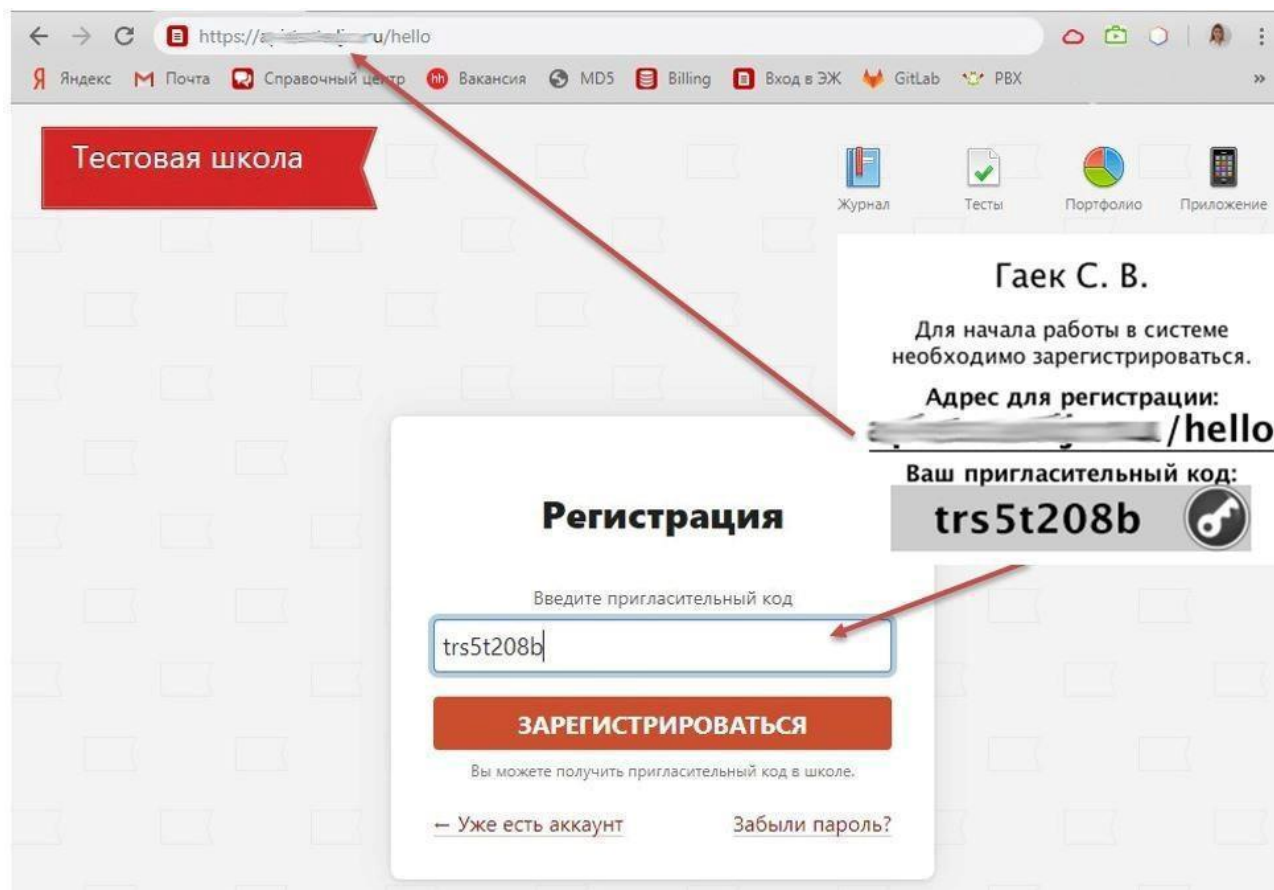 https://
u/hello
Яндекс Почта Справочный центр Вакансия MD5 Billing Вход в ЭЖ GitLab PBX »
Тестовая школа
Журнал Тесты Портфолио Приложение
Гаек С. В.
Для начала работы в системе
необходимо зарегистрироваться.
Адрес для регистрации:
/hello
Ваш пригласительный код:
trs5t208b
Регистрация
Введите пригласительный код
trs5t208b
ЗАРЕГИСТРИРОВАТЬСЯ
Вы можете получить пригласительный код в школе.
← Уже есть аккаунт Забыли пароль?